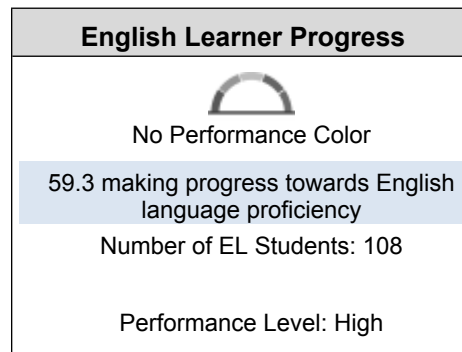 English Learner Progress
No Performance Color
59.3 making progress towards English
language proficiency
Number of EL Students: 108
Performance Level: High